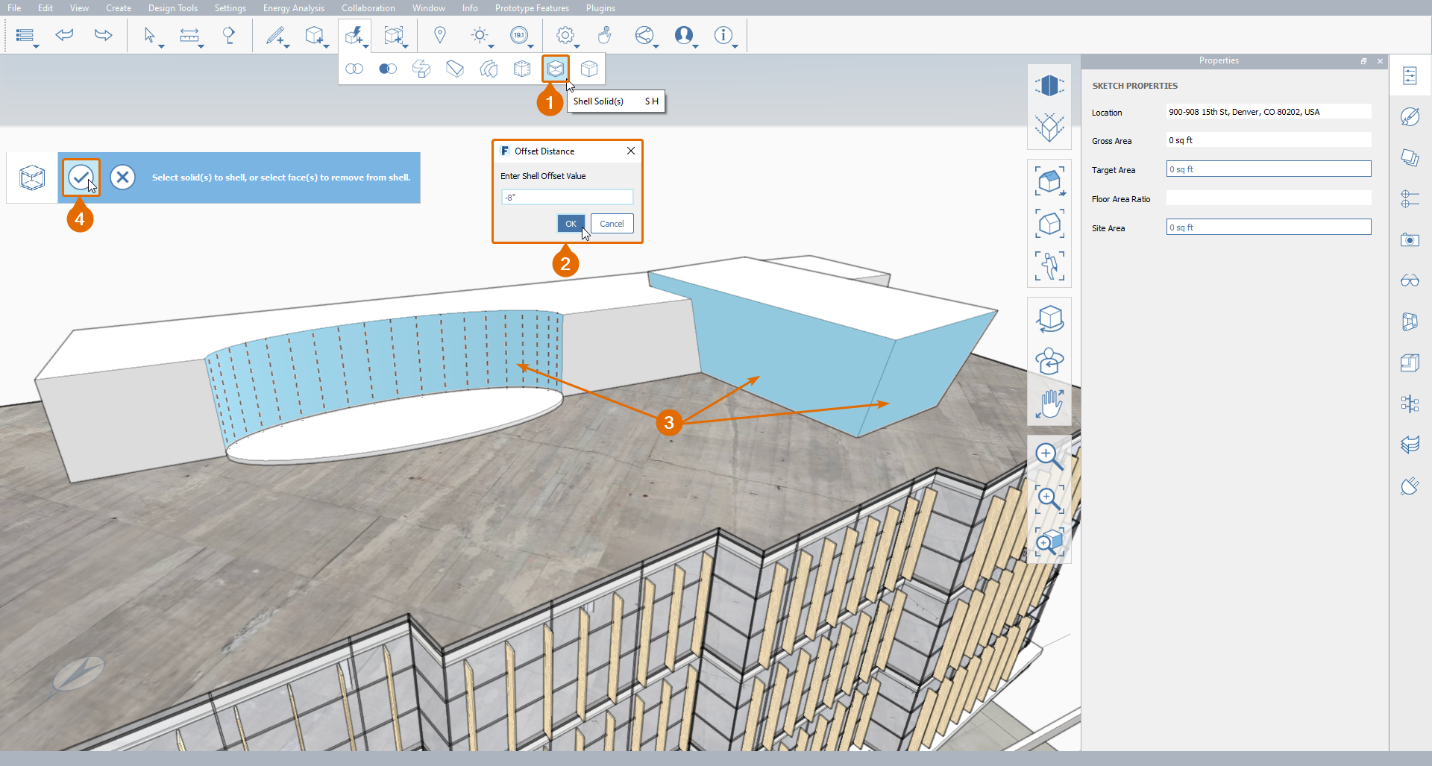 File Edit View Create Design Tools Settings Energy Analysis Collaboration Window Info Prototype Features Plugins
191
Shell Solid(s) S H
1
Properties
SKETCH PROPERTIES
Location 900-908 15th St, Denver, CO 80202, USA
Gross Area 0 sq ft
Target Area 0 sq ft
Floor Area Ratio
Site Area 0 sq ft
Select solid(s) to shell, or select face(s) to remove from shell.
4
F Offset Distance
Enter Shell Offset Value
-8"
OK Cancel
2
3